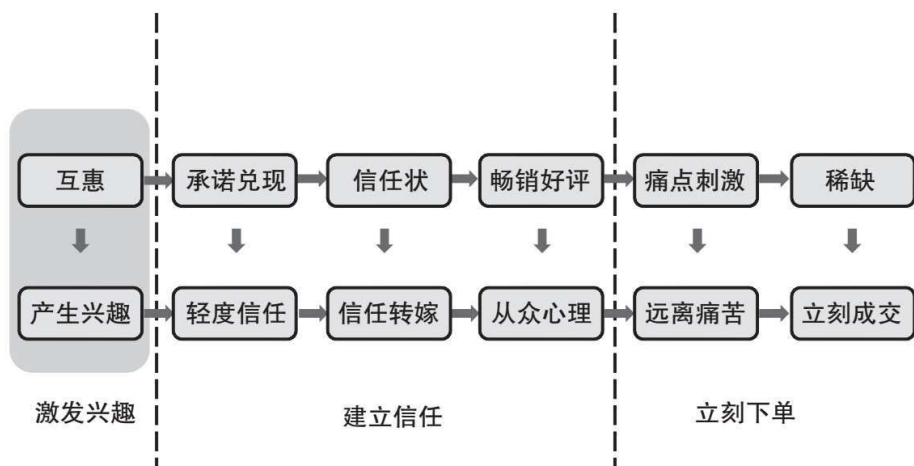 互惠
承诺兑现
信任状
畅销好评
痛点刺激
稀缺
产生兴趣
轻度信任
信任转嫁
从众心理
远离痛苦
立刻成交
激发兴趣
建立信任
立刻下单